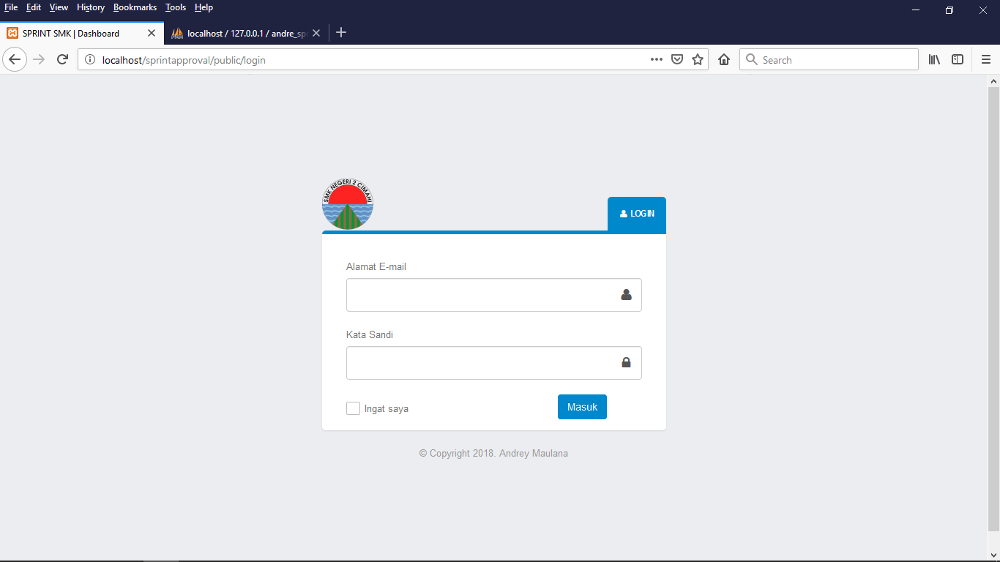 File Edit View History Bookmarks Tools Help
SPRINT SMK | Dashboard
localhost / 127.0.0.1 / andre_sp
localhost/sprintapproval/public/login
Search
SMK NEGERI 2 CIMAHI
LOGIN
Alamat E-mail
Kata Sandi
Ingat saya
Masuk
© Copyright 2018. Andrey Maulana